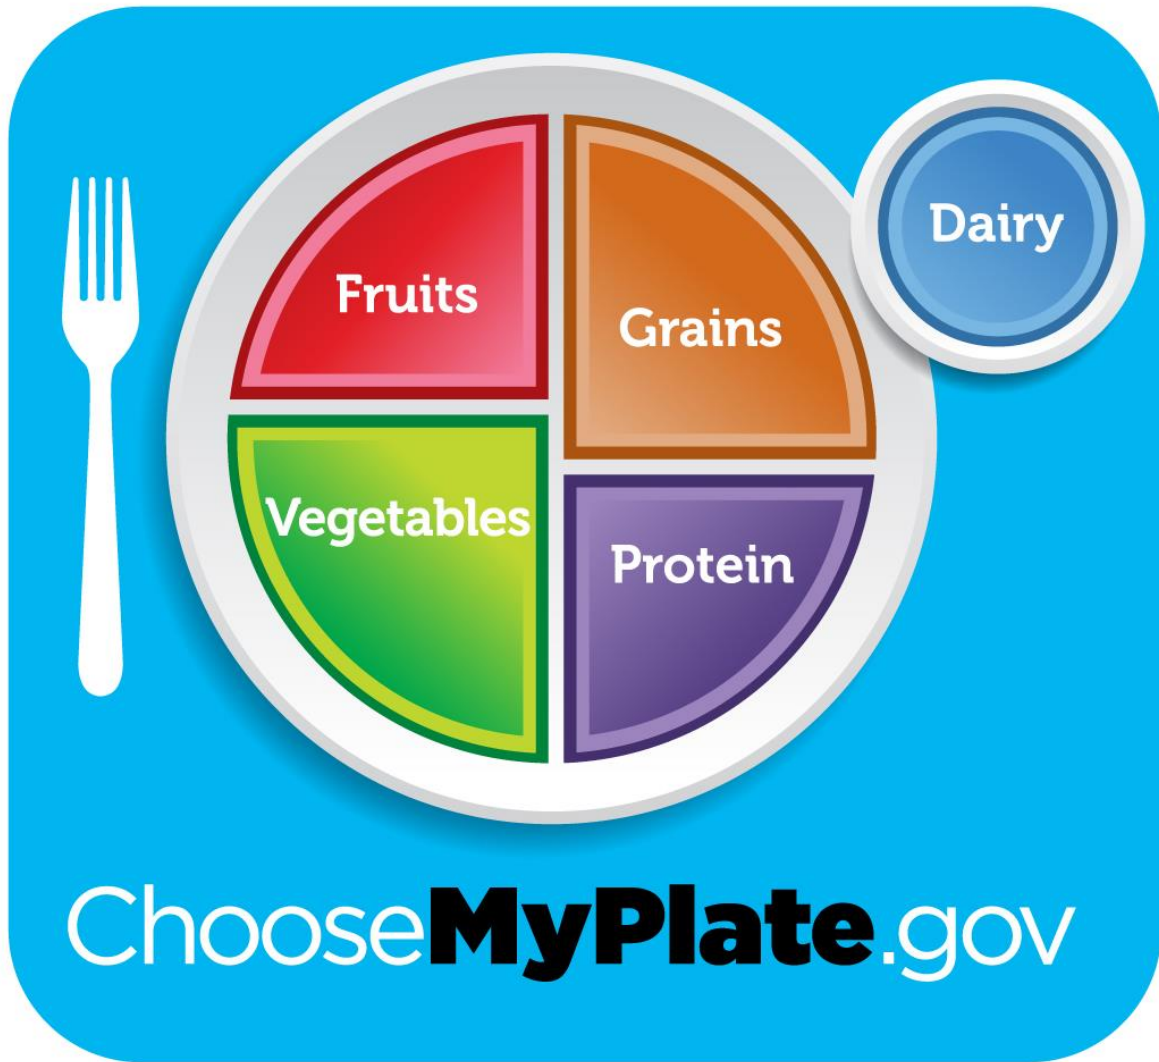 Fruits
Grains
Dairy
Vegetables
Protein
ChooseMyPlate.gov